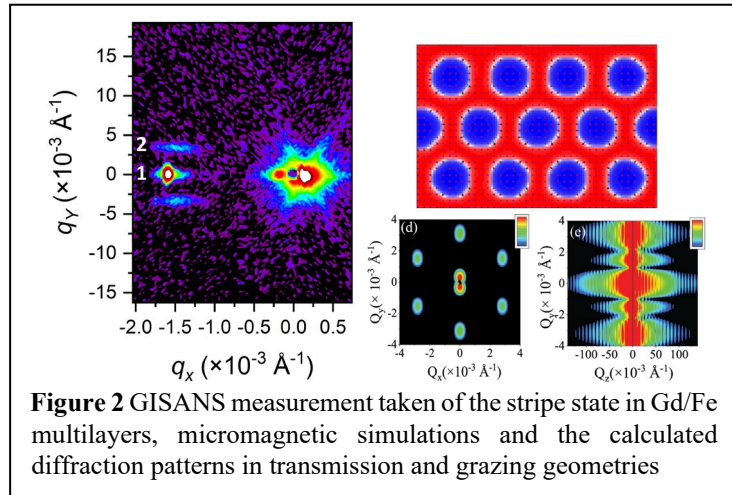 15
10
5
0
-5
-10
-15
q_Y (×10⁻³ Å⁻¹)
2
1
-2.0 -1.5 -1.0 -0.5 0.0 0.5
q_x (×10⁻³ Å⁻¹)
(d)
4
2
0
-2
-4
Q_y(×10⁻³ Å⁻¹)
-4 -2 0 2 4
Q_x(×10⁻³ Å⁻¹)
(e)
4
2
0
-2
-4
Q_Y(× 10⁻³ Å⁻¹)
-100 -50 0 50 100
Q_z(×10⁻³ Å⁻¹)
Figure 2 GISANS measurement taken of the stripe state in Gd/Fe
multilayers, micromagnetic simulations and the calculated
diffraction patterns in transmission and grazing geometries